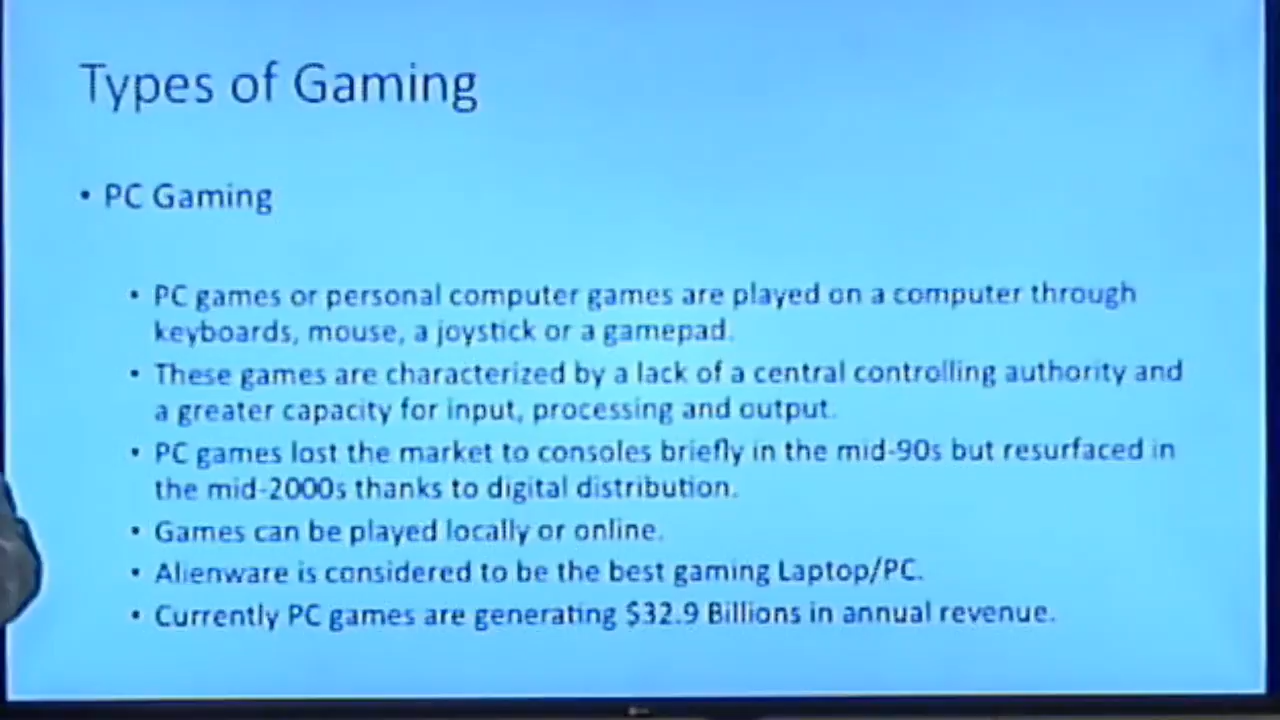 Types of Gaming
• PC Gaming
• PC games or personal computer games are played on a computer through
keyboards, mouse, a joystick or a gamepad.
• These games are characterized by a lack of a central controlling authority and
a greater capacity for input, processing and output.
• PC games lost the market to consoles briefly in the mid-90s but resurfaced in
the mid-2000s thanks to digital distribution.
• Games can be played locally or online.
• Alienware is considered to be the best gaming Laptop/PC.
• Currently PC games are generating $32.9 Billions in annual revenue.